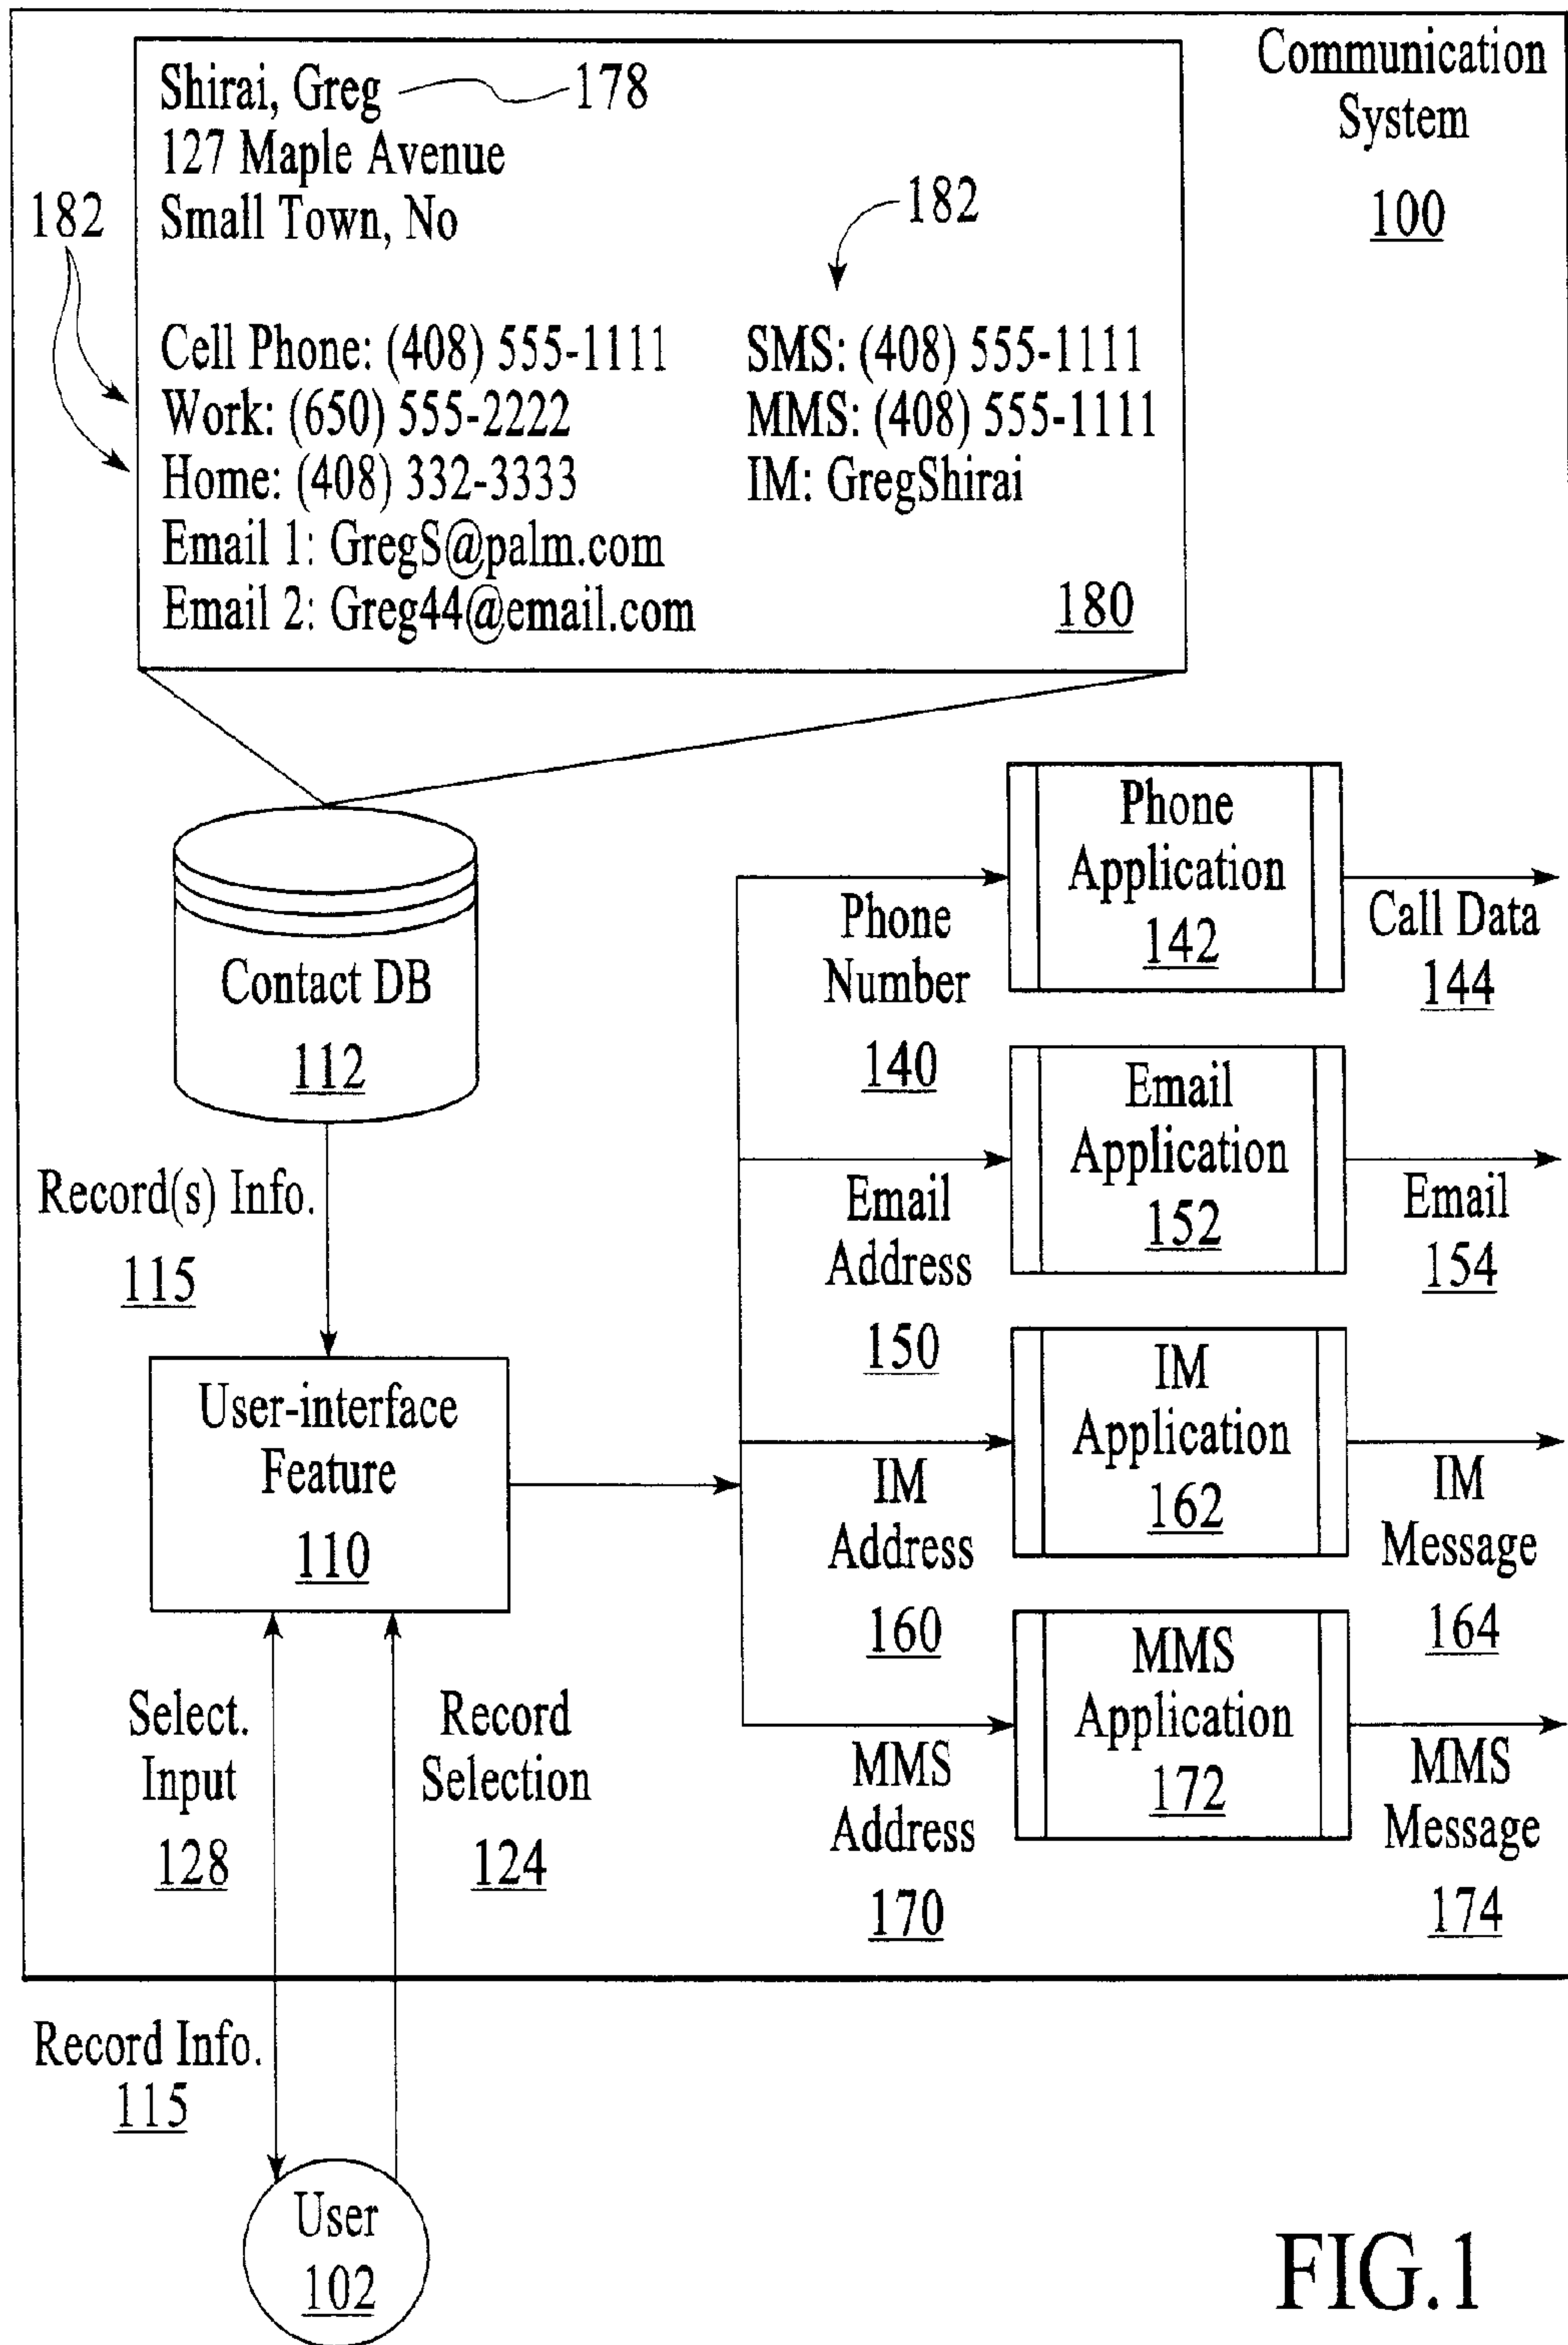 Communication
System
100
Shirai, Greg 178
127 Maple Avenue
Small Town, No
182
182
Cell Phone: (408) 555-1111
Work: (650) 555-2222
Home: (408) 332-3333
Email 1: GregS@palm.com
Email 2: Greg44@email.com
SMS: (408) 555-1111
MMS: (408) 555-1111
IM: GregShirai
180
Contact DB
112
Record(s) Info.
115
User-interface
Feature
110
Phone
Number
140
Phone
Application
142
Call Data
144
Email
Address
150
Email
Application
152
Email
154
IM
Address
160
IM
Application
162
IM
Message
164
MMS
Address
170
MMS
Application
172
MMS
Message
174
Select.
Input
128
Record
Selection
124
Record Info.
115
User
102
FIG.1